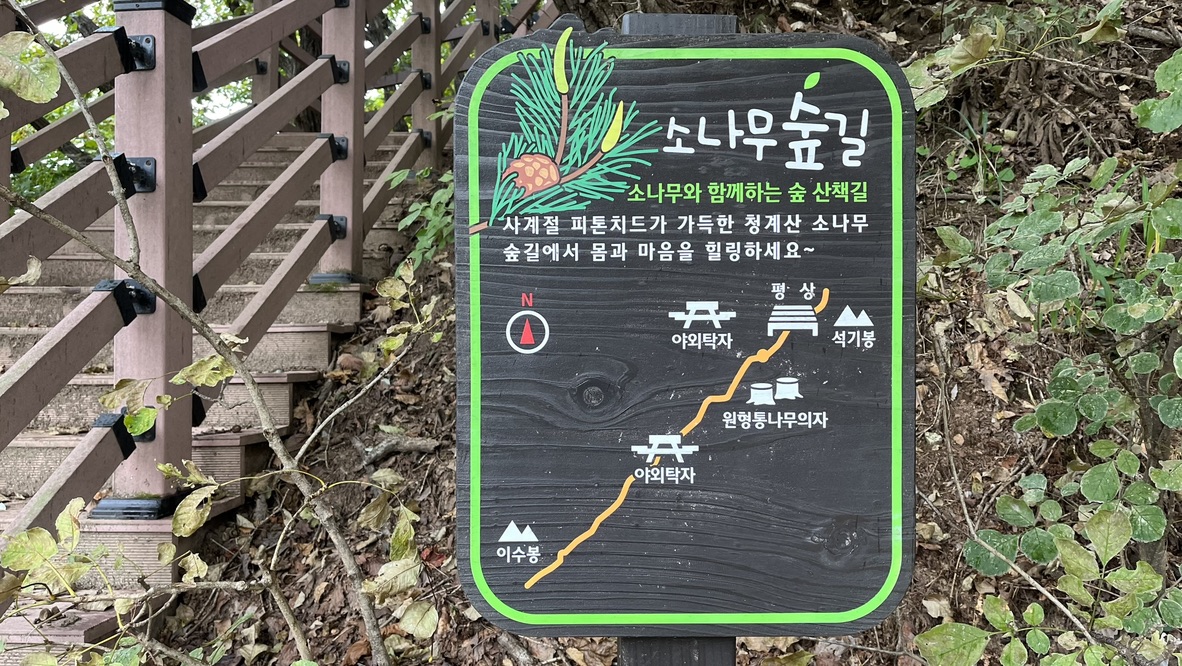 소나무숲길
소나무와 함께하는 숲 산책길
사계절 피톤치드가 가득한 청계산 소나무
숲길에서 몸과 마음을 힐링하세요~
N
평 상
야외탁자
석기봉
원형통나무의자
야외탁자
이수봉